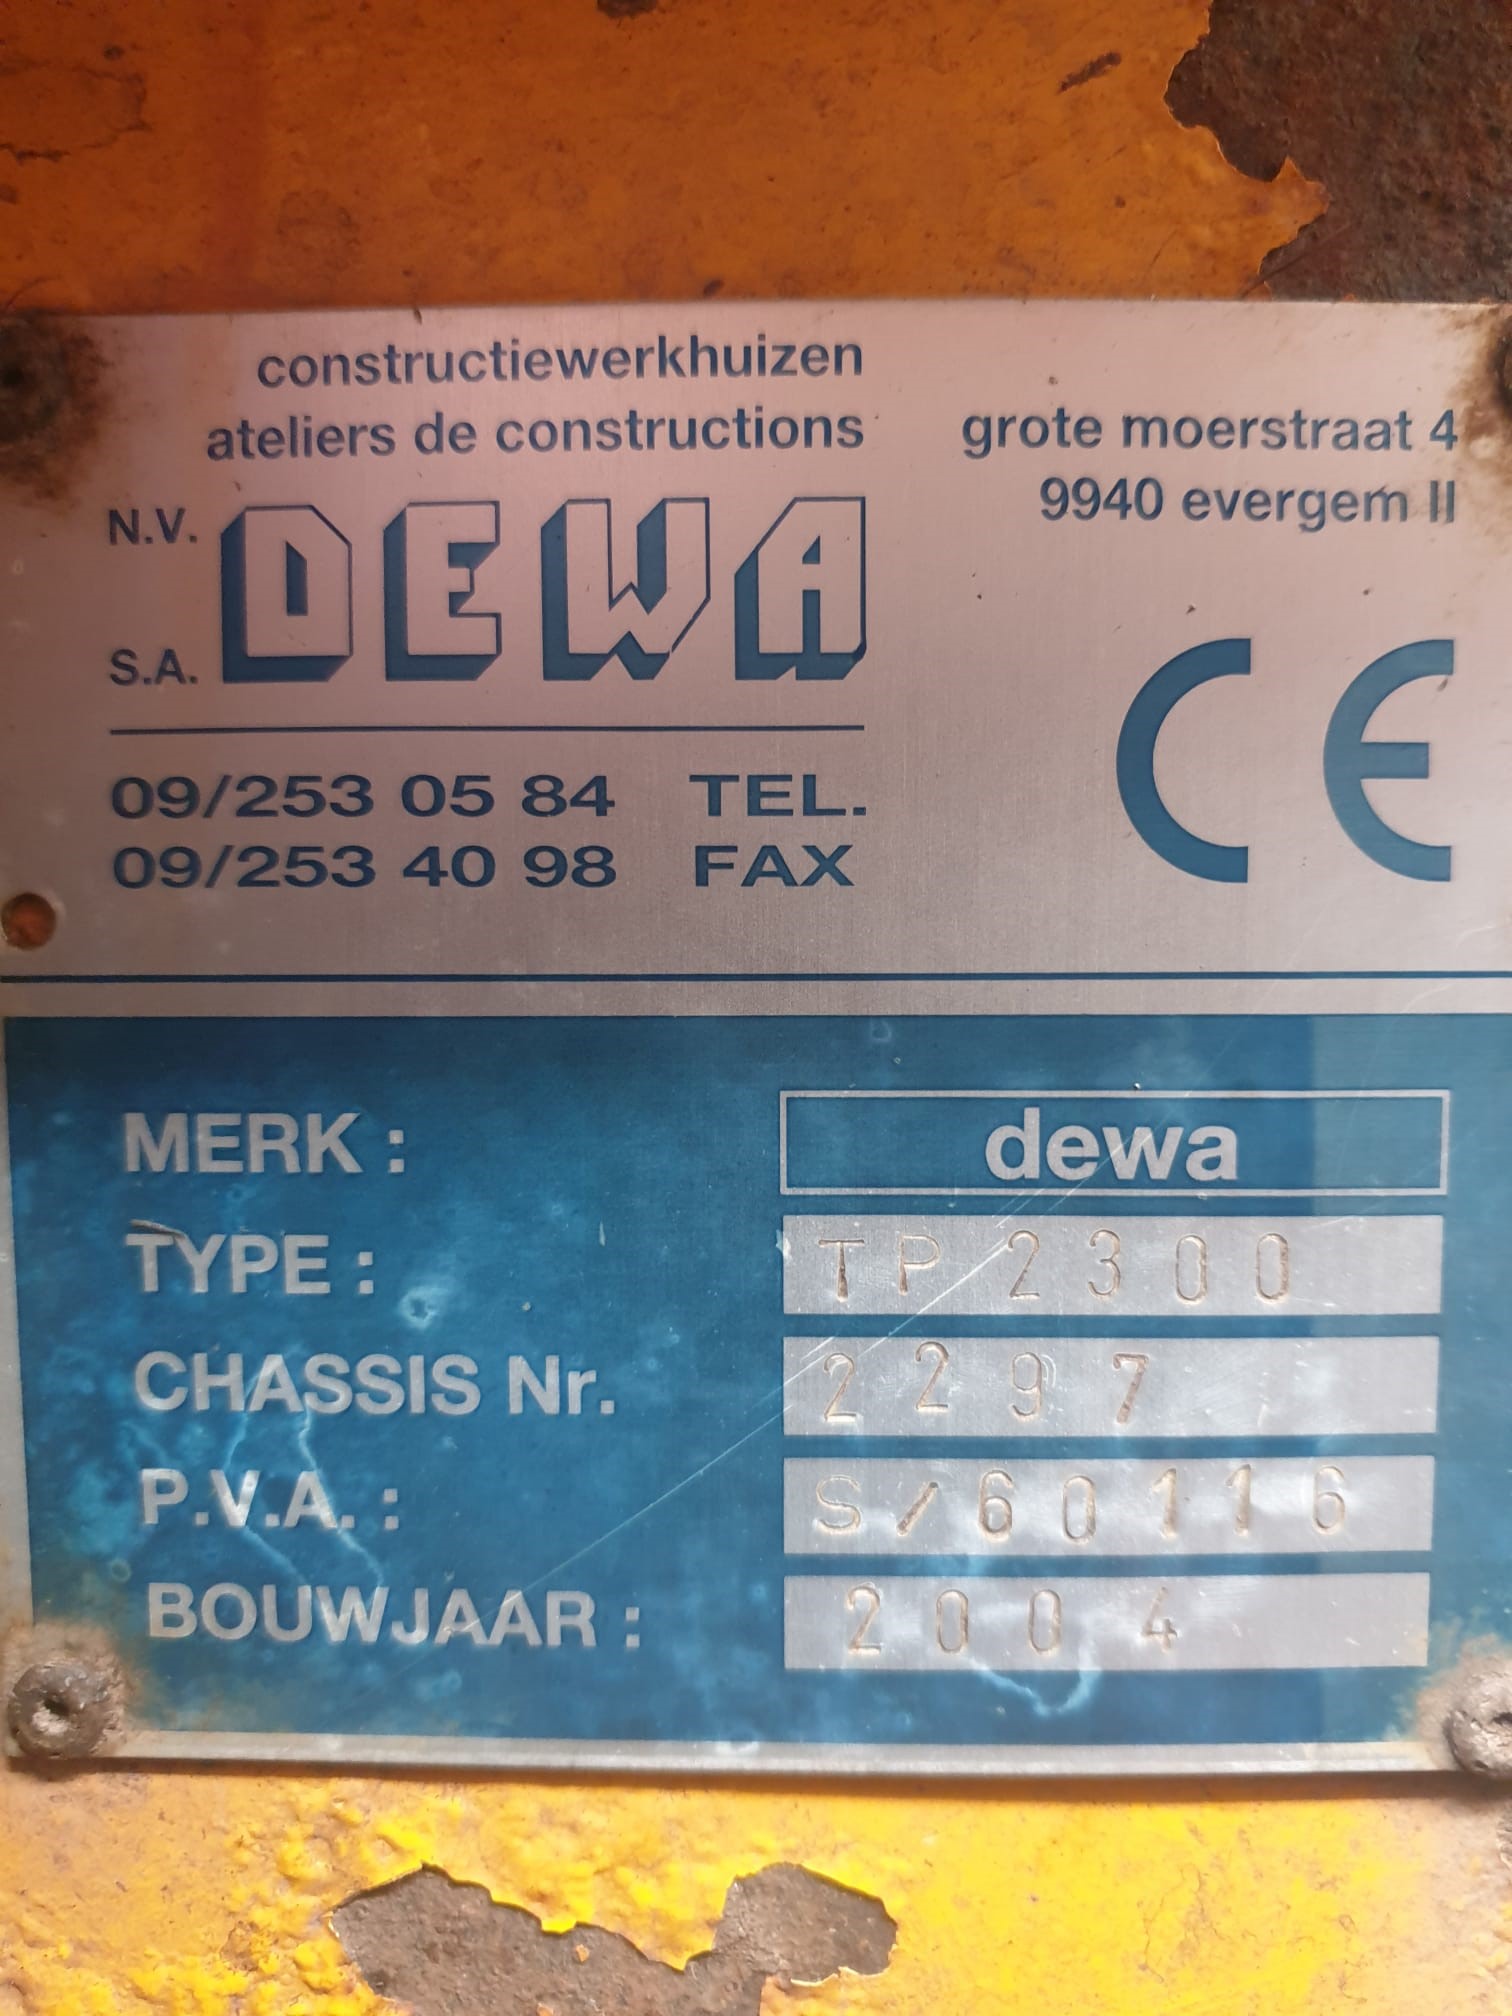 constructiewerkhuizen
ateliers de constructions
grote moerstraat 4
9940 evergem II
N.V. DEWA
S.A.
CE
09/253 05 84 TEL.
09/253 40 98 FAX
MERK : dewa
TYPE : TP 2300
CHASSIS Nr. 2297
P.V.A. : S/60116
BOUWJAAR : 2004